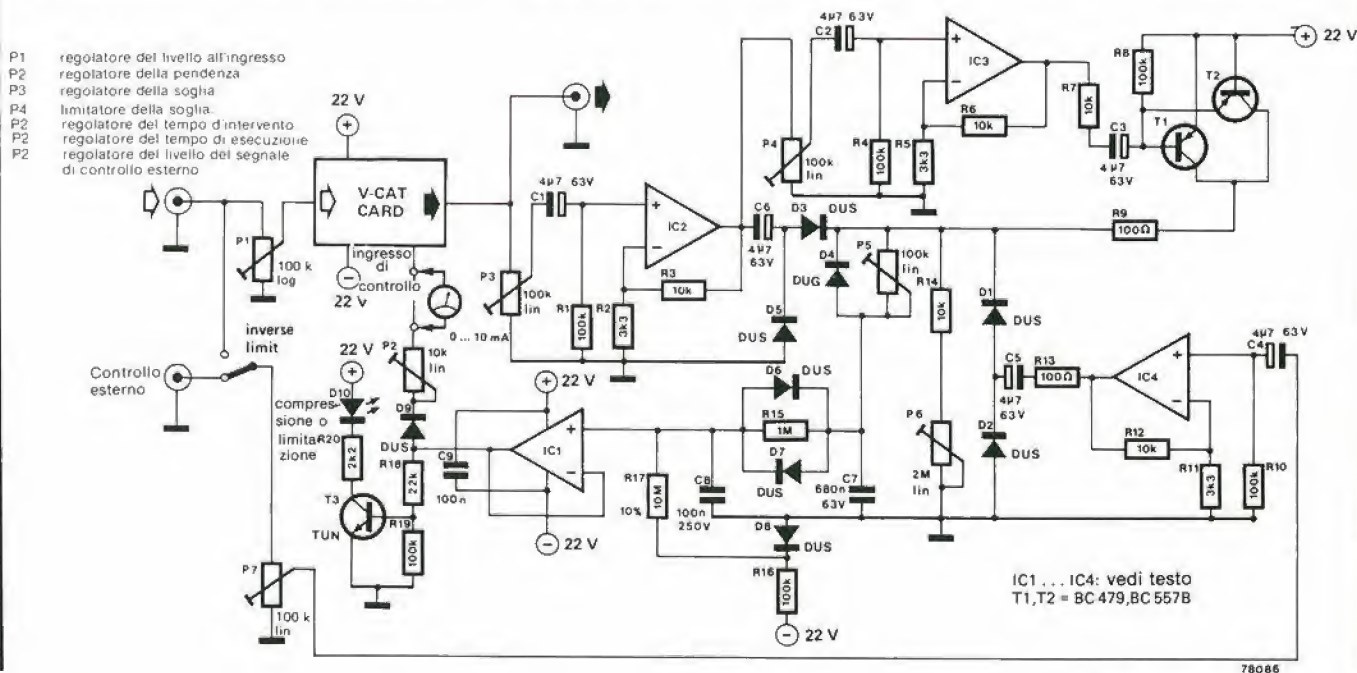 P1 regolatore del livello all'ingresso
P2 regolatore della pendenza
P3 regolatore della soglia
P4 limitatore della soglia
P2 regolatore del tempo d'intervento
P2 regolatore del tempo di esecuzione
P2 regolatore del livello del segnale
di controllo esterno
22 V
V-CAT
CARD
22 V
P1
100 k
log
ingresso
di
controllo
0 ... 10 mA
inverse
limit
Controllo
esterno
22 V
D10
compres-
sione o
limita-
zione
R20
2k2
T3
TUN
P2
10k
lin
D9
DUS
R18
22k
R19
100k
P7
100 k
lin
C9
100n
22 V
IC1
+
−
22 V
4µ7 63V
C1
P3
100k
lin
R1
100k
R2
3k3
R3
10k
IC2
+
−
C6
4µ7
63V
D3
DUS
D5
DUS
4µ7 63V
C2
P4
100k
lin
R4
100k
R5
3k3
R6
10k
IC3
+
−
R7
10k
C3
4µ7
63V
R8
100k
T1
T2
22 V
R9
100Ω
D4
DUG
P5
100k
lin
R14
10k
D1
DUS
D2
DUS
C5
4µ7
63V
R13
100Ω
IC4
+
−
C4
4µ7 63V
R12
10k
R11
3k3
R10
100k
P6
2M
lin
D6
DUS
R15
1M
D7
DUS
C7
680n
63V
C8
100n
250V
R17
10M
10%
D8
DUS
R16
100k
22 V
IC1 ... IC4: vedi testo
T1,T2 = BC 479,BC 557B
78086